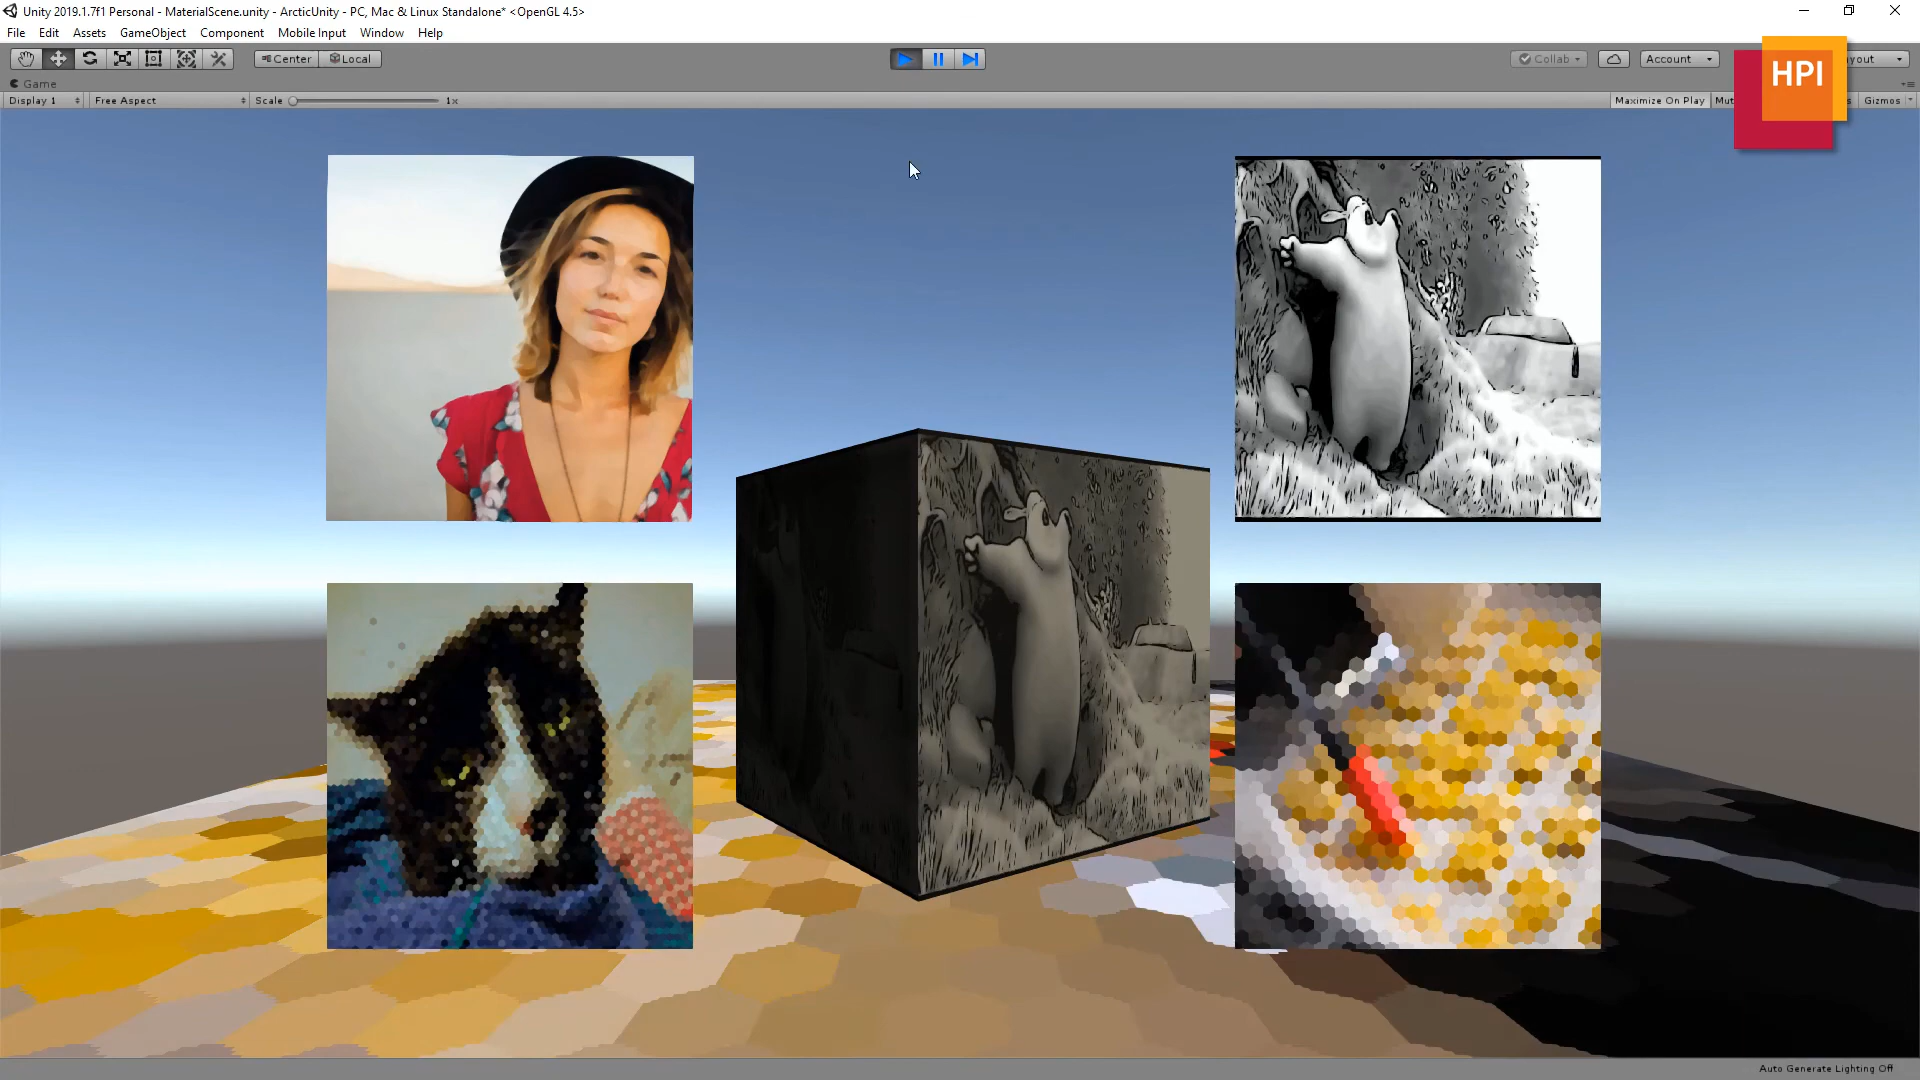 Unity 2019.1.7f1 Personal - MaterialScene.unity - ArcticUnity - PC, Mac & Linux Standalone* <OpenGL 4.5>
File Edit Assets GameObject Component Mobile Input Window Help
Center Local Collab Account yout
HPI
Game
Display 1 Free Aspect Scale 1x Maximize On Play Mut s Gizmos
Auto Generate Lighting Off